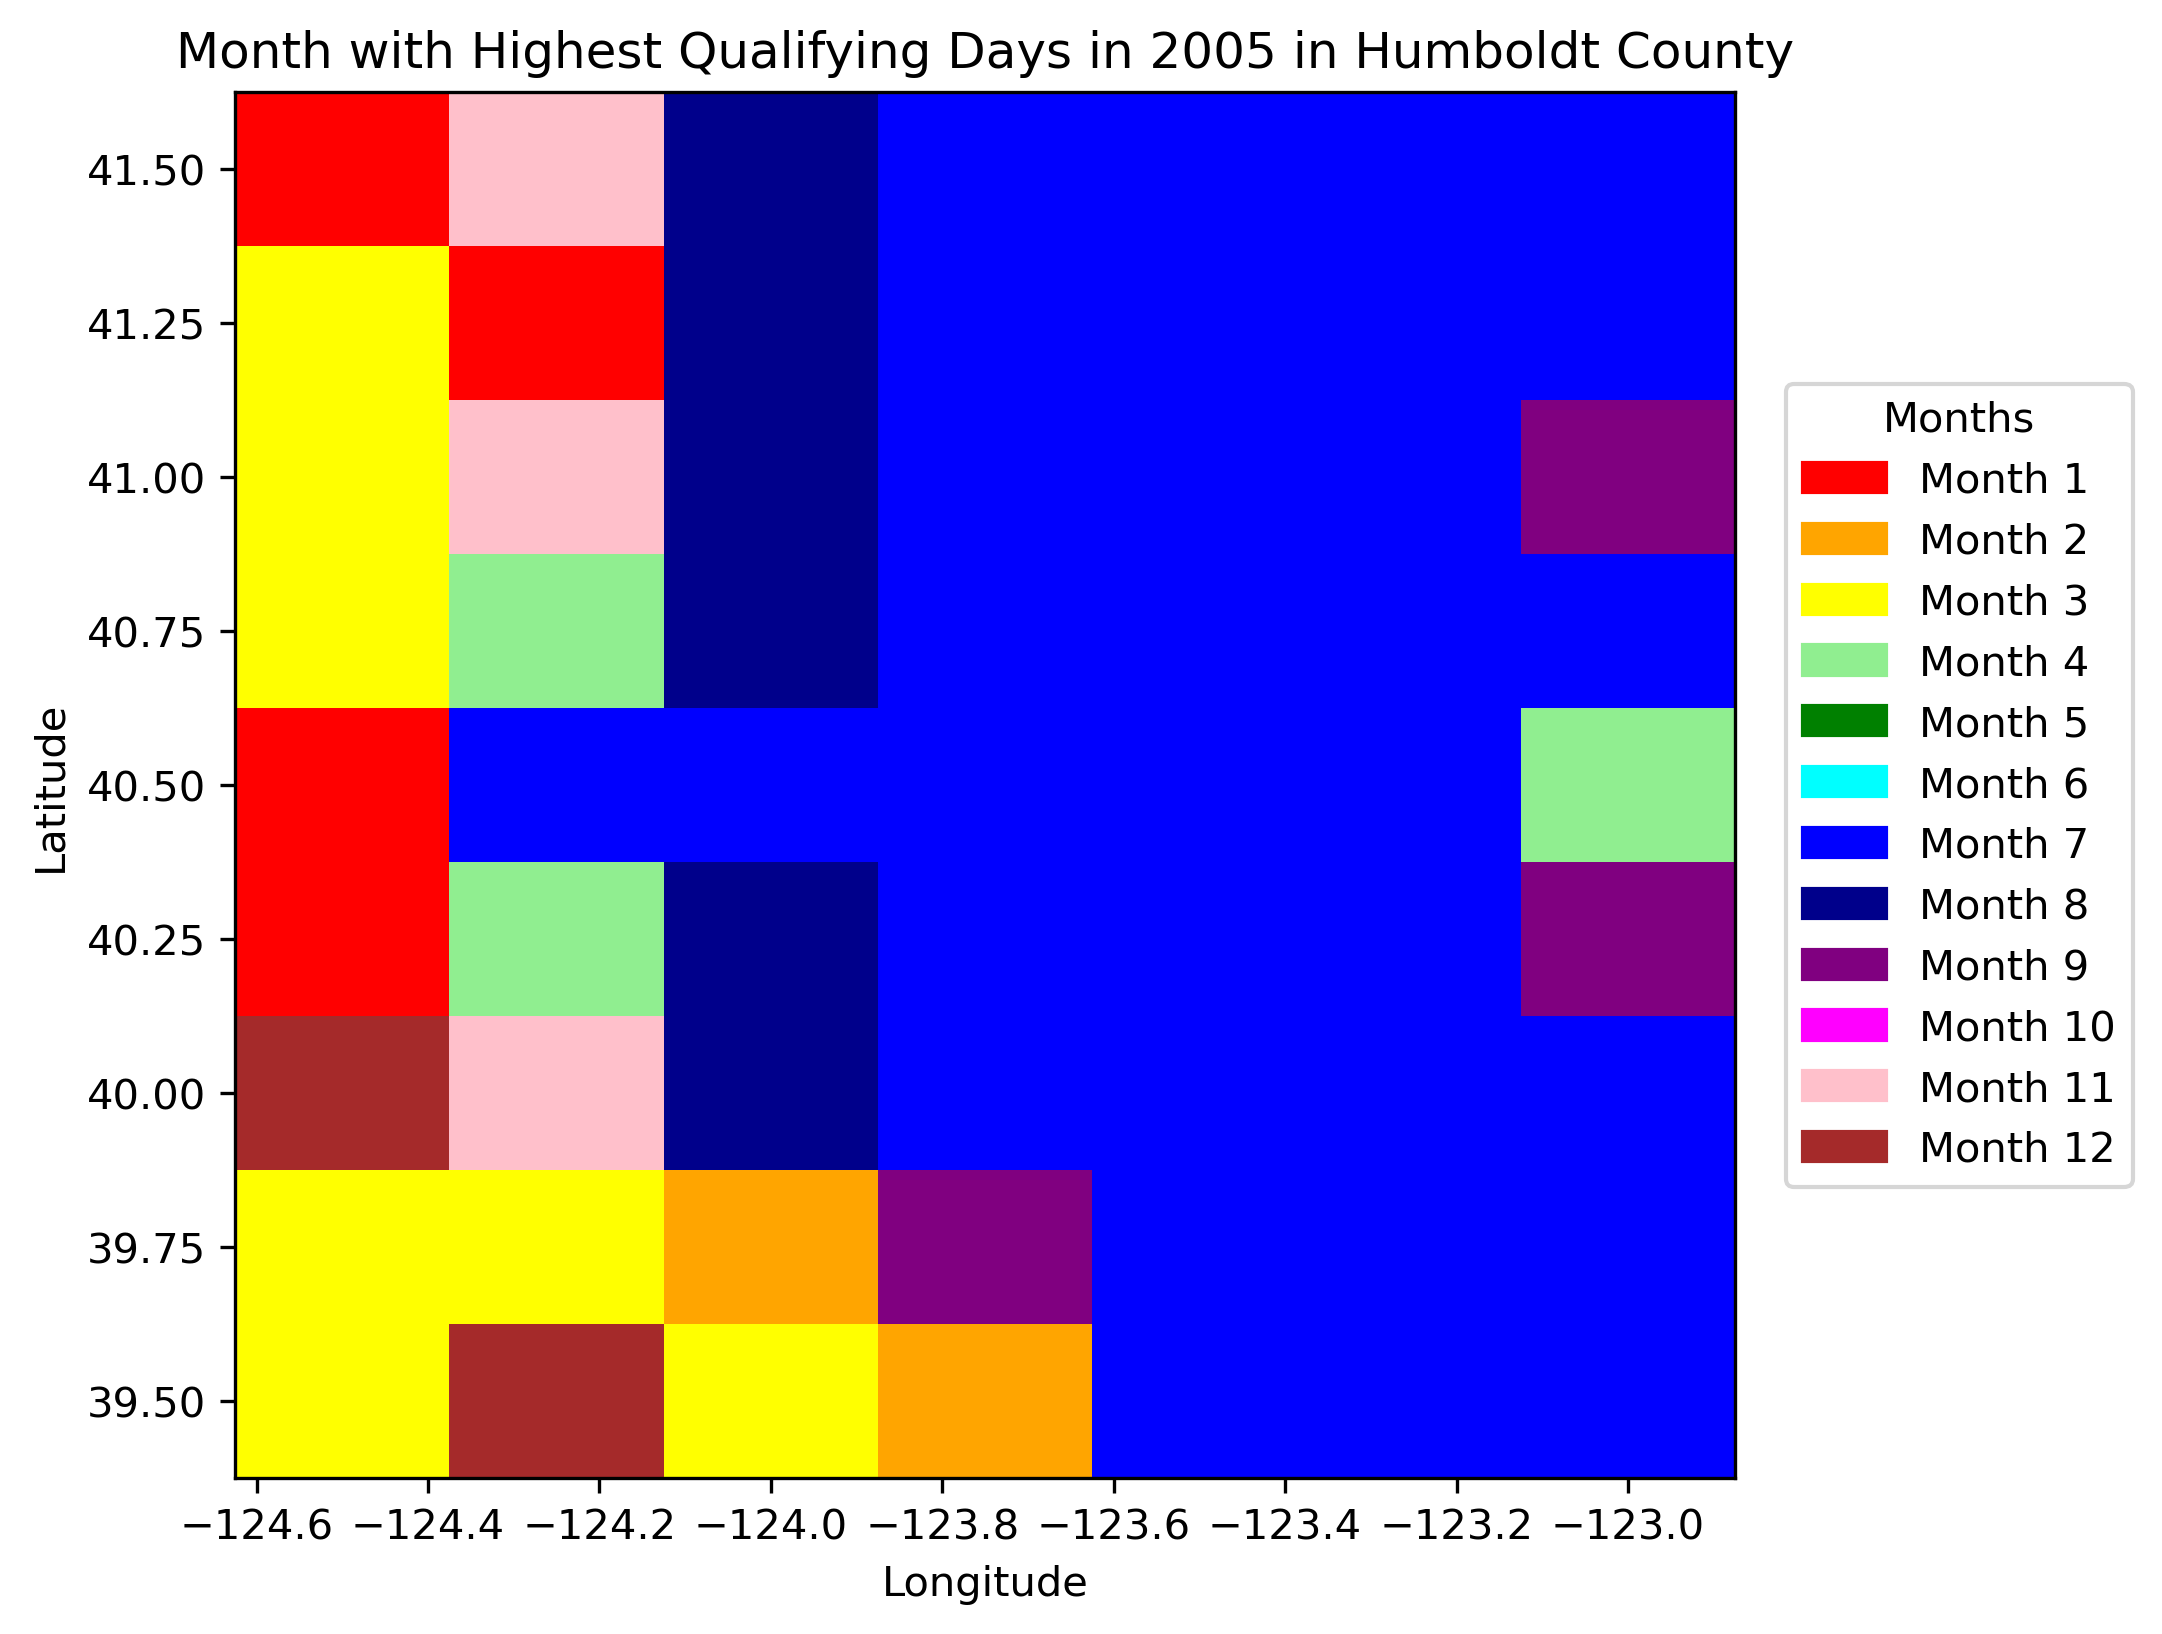 Month with Highest Qualifying Days in 2005 in Humboldt County
41.50
41.25
41.00
40.75
40.50
40.25
40.00
39.75
39.50
Latitude
−124.6 −124.4 −124.2 −124.0 −123.8 −123.6 −123.4 −123.2 −123.0
Longitude
Months
Month 1
Month 2
Month 3
Month 4
Month 5
Month 6
Month 7
Month 8
Month 9
Month 10
Month 11
Month 12